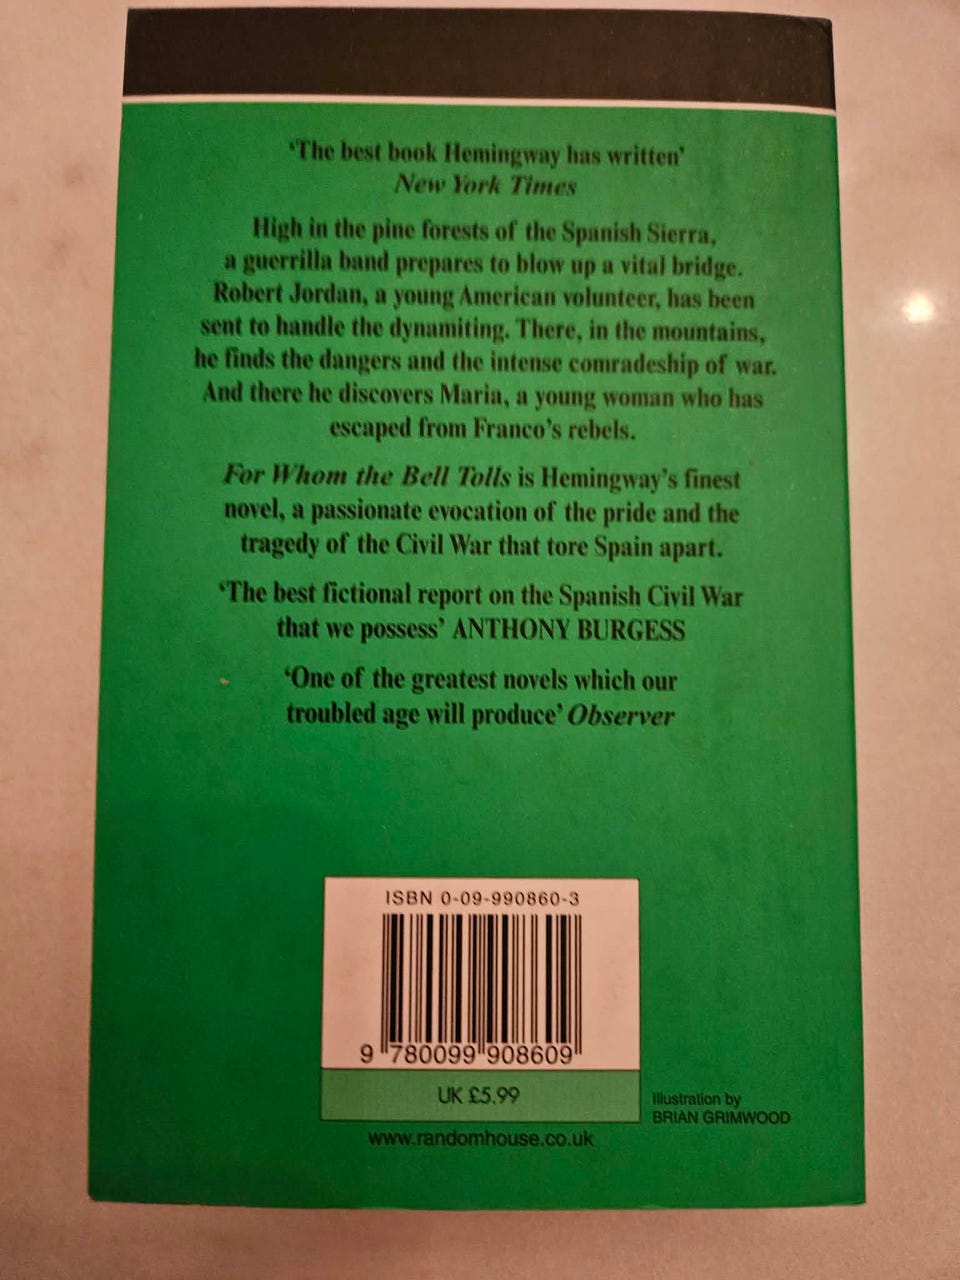 ‘The best book Hemingway has written’
New York Times
High in the pine forests of the Spanish Sierra,
a guerrilla band prepares to blow up a vital bridge.
Robert Jordan, a young American volunteer, has been
sent to handle the dynamiting. There, in the mountains,
he finds the dangers and the intense comradeship of war.
And there he discovers Maria, a young woman who has
escaped from Franco’s rebels.
For Whom the Bell Tolls is Hemingway’s finest
novel, a passionate evocation of the pride and the
tragedy of the Civil War that tore Spain apart.
‘The best fictional report on the Spanish Civil War
that we possess’ ANTHONY BURGESS
‘One of the greatest novels which our
troubled age will produce’ Observer
ISBN 0-09-990860-3
9 780099 908609
UK £5.99
Illustration by
BRIAN GRIMWOOD
www.randomhouse.co.uk